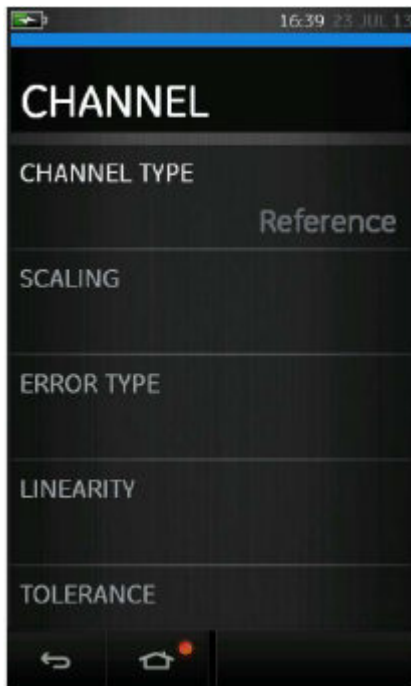 16:39 23 JUL 13
CHANNEL
CHANNEL TYPE
Reference
SCALING
ERROR TYPE
LINEARITY
TOLERANCE